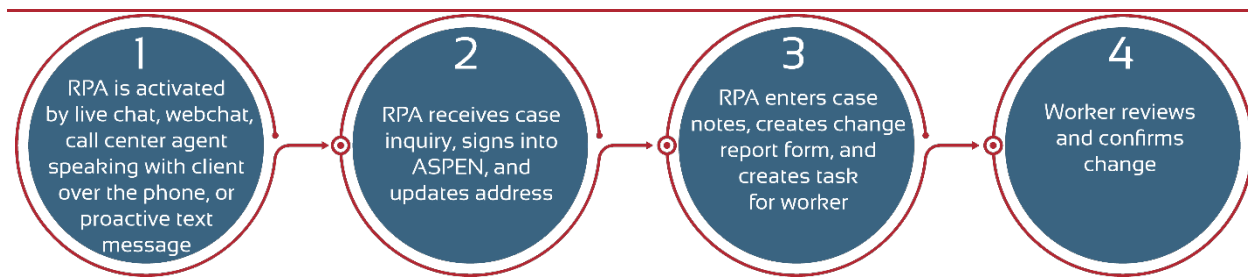 1
RPA is activated
by live chat, webchat,
call center agent
speaking with client
over the phone, or
proactive text
message
2
RPA receives case
inquiry, signs into
ASPEN, and
updates address
3
RPA enters case
notes, creates change
report form, and
creates task
for worker
4
Worker reviews
and confirms
change